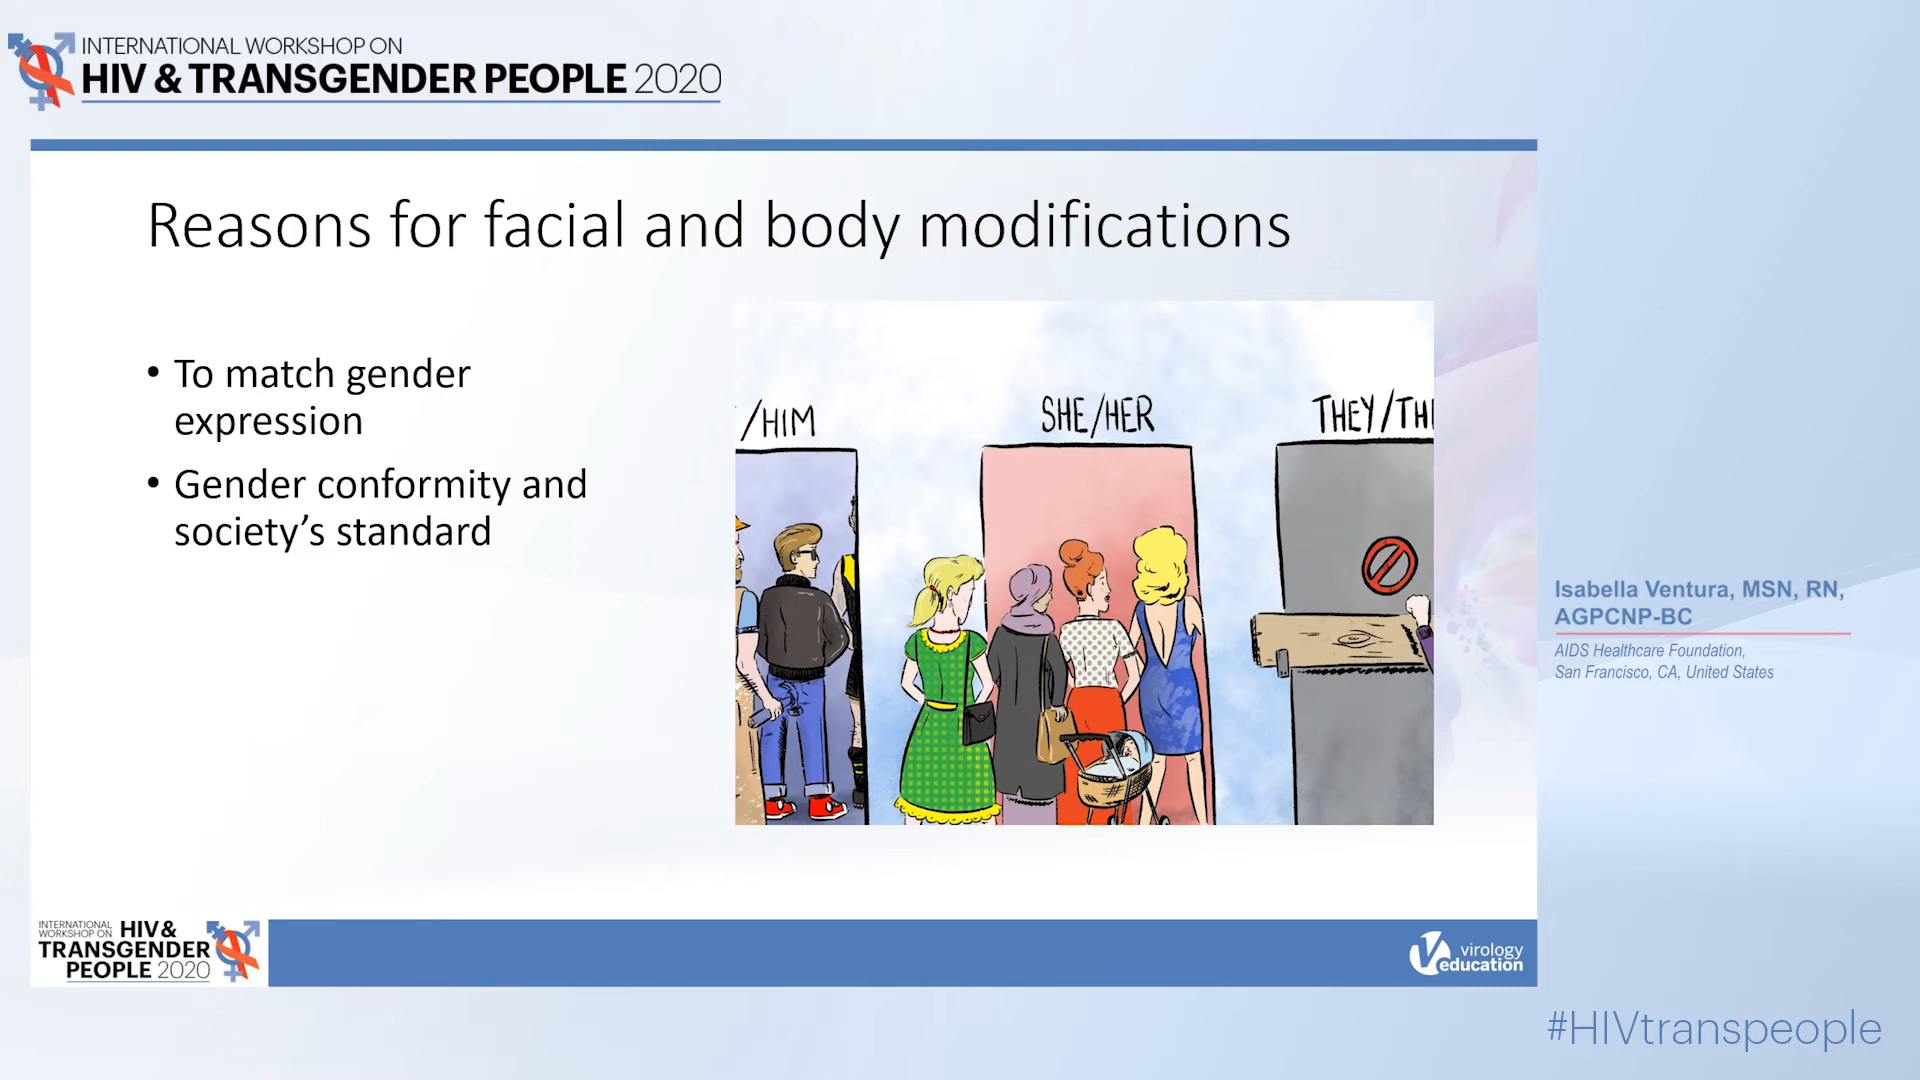 INTERNATIONAL WORKSHOP ON
HIV & TRANSGENDER PEOPLE 2020
Reasons for facial and body modifications
• To match gender
expression
• Gender conformity and
society’s standard
/HIM
SHE/HER
THEY/TH
Isabella Ventura, MSN, RN,
AGPCNP-BC
AIDS Healthcare Foundation,
San Francisco, CA, United States
INTERNATIONAL
WORKSHOP ON
HIV &
TRANSGENDER
PEOPLE 2020
virology
education
#HIVtranspeople